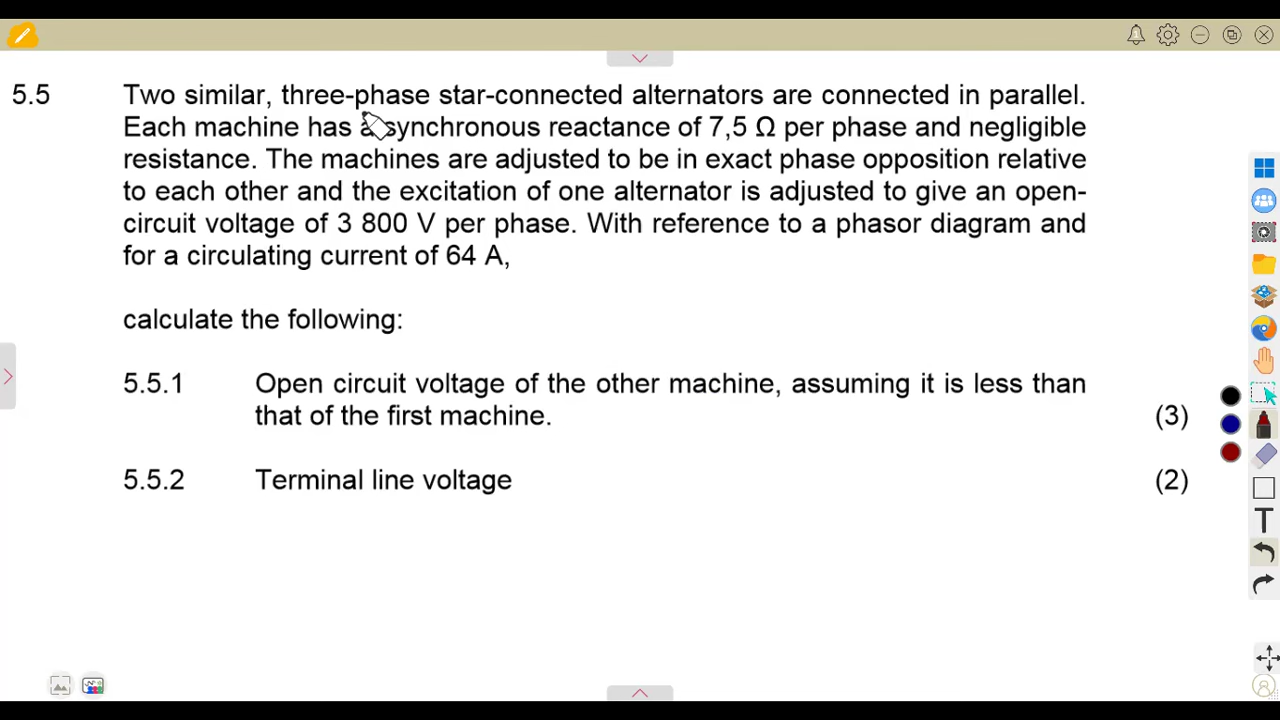 5.5 Two similar, three-phase star-connected alternators are connected in parallel.
Each machine has a synchronous reactance of 7,5 Ω per phase and negligible
resistance. The machines are adjusted to be in exact phase opposition relative
to each other and the excitation of one alternator is adjusted to give an open-
circuit voltage of 3 800 V per phase. With reference to a phasor diagram and
for a circulating current of 64 A,
calculate the following:
5.5.1 Open circuit voltage of the other machine, assuming it is less than
that of the first machine. (3)
5.5.2 Terminal line voltage (2)
T